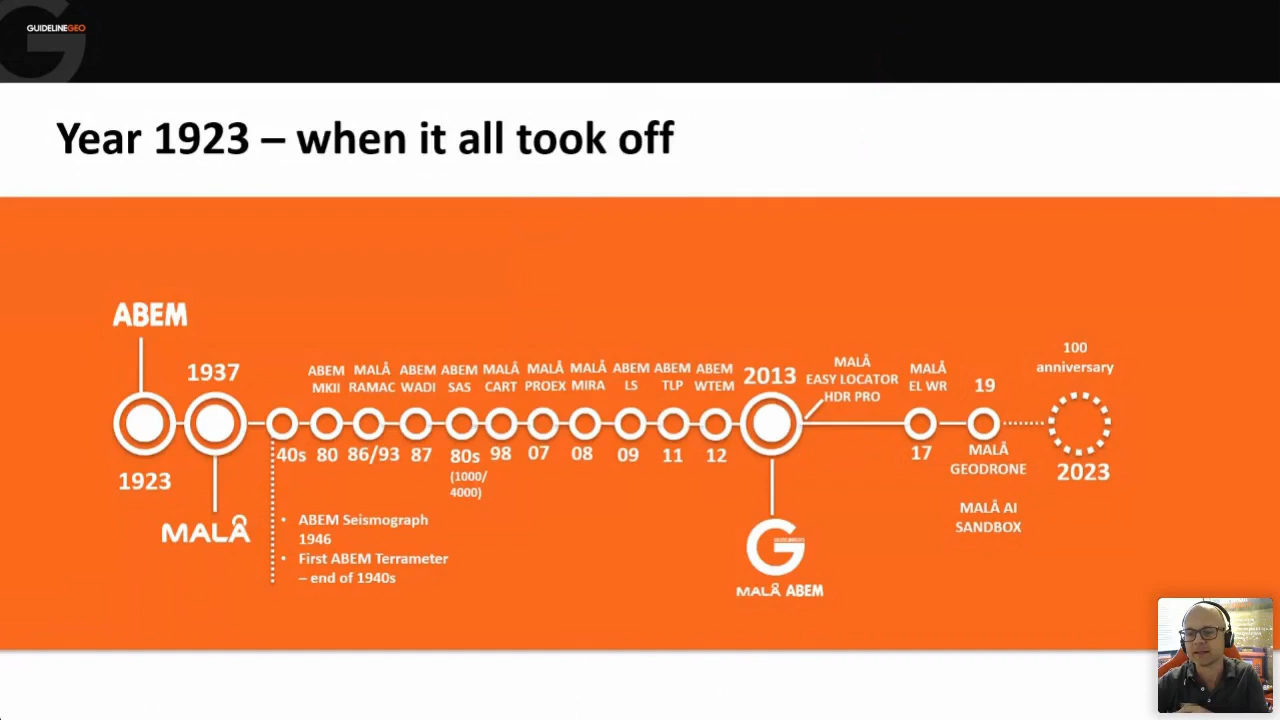 GUIDELINEGEO
Year 1923 – when it all took off
ABEM
1923
1937
MALÅ
40s
ABEM Seismograph
1946
First ABEM Terrameter
– end of 1940s
ABEM
MKII
80
MALÅ
RAMAC
86/93
ABEM
WADI
87
ABEM
SAS
80s
(1000/
4000)
MALÅ
CART
98
MALÅ
PROEX
07
MALÅ
MIRA
08
ABEM
LS
09
ABEM
TLP
11
ABEM
WTEM
12
2013
G
MALÅ ABEM
MALÅ
EASY LOCATOR
HDR PRO
MALÅ
EL WR
17
19
MALÅ
GEODRONE
MALÅ AI
SANDBOX
100
anniversary
2023